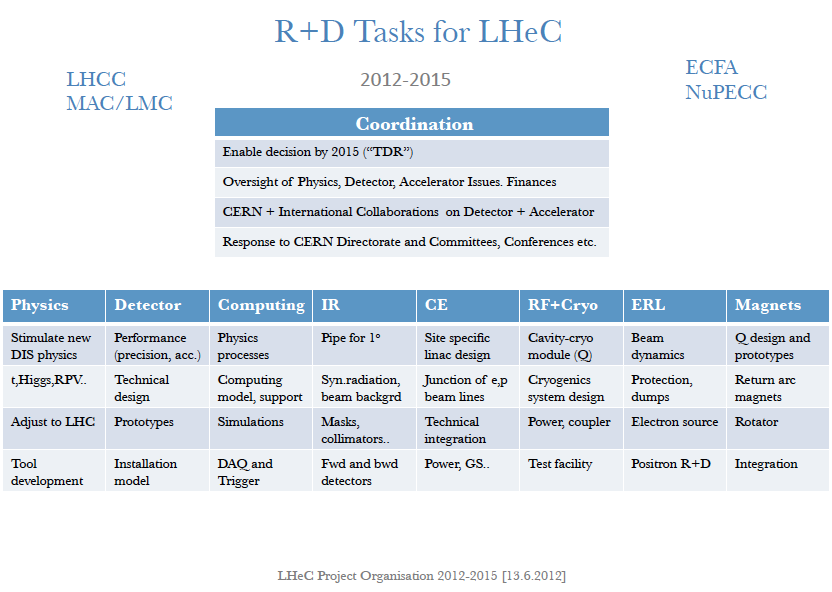 R+D Tasks for LHeC
LHCC
MAC/LMC
2012-2015
ECFA
NuPECC
Coordination
Enable decision by 2015 (“TDR”)
Oversight of Physics, Detector, Accelerator Issues. Finances
CERN + International Collaborations on Detector + Accelerator
Response to CERN Directorate and Committees, Conferences etc.
Physics Detector Computing IR CE RF+Cryo ERL Magnets
Stimulate new Performance Physics Pipe for 1° Site specific Cavity-cryo Beam Q design and
DIS physics (precision, acc.) processes linac design module (Q) dynamics prototypes
t,Higgs,RPV.. Technical Computing Syn.radiation, Junction of e,p Cryogenics Protection, Return arc
design model, support beam backgrd beam lines system design dumps magnets
Adjust to LHC Prototypes Simulations Masks, Technical Power, coupler Electron source Rotator
collimators.. integration
Tool Installation DAQ and Fwd and bwd Power, GS.. Test facility Positron R+D Integration
development model Trigger detectors
LHeC Project Organisation 2012-2015 [13.6.2012]